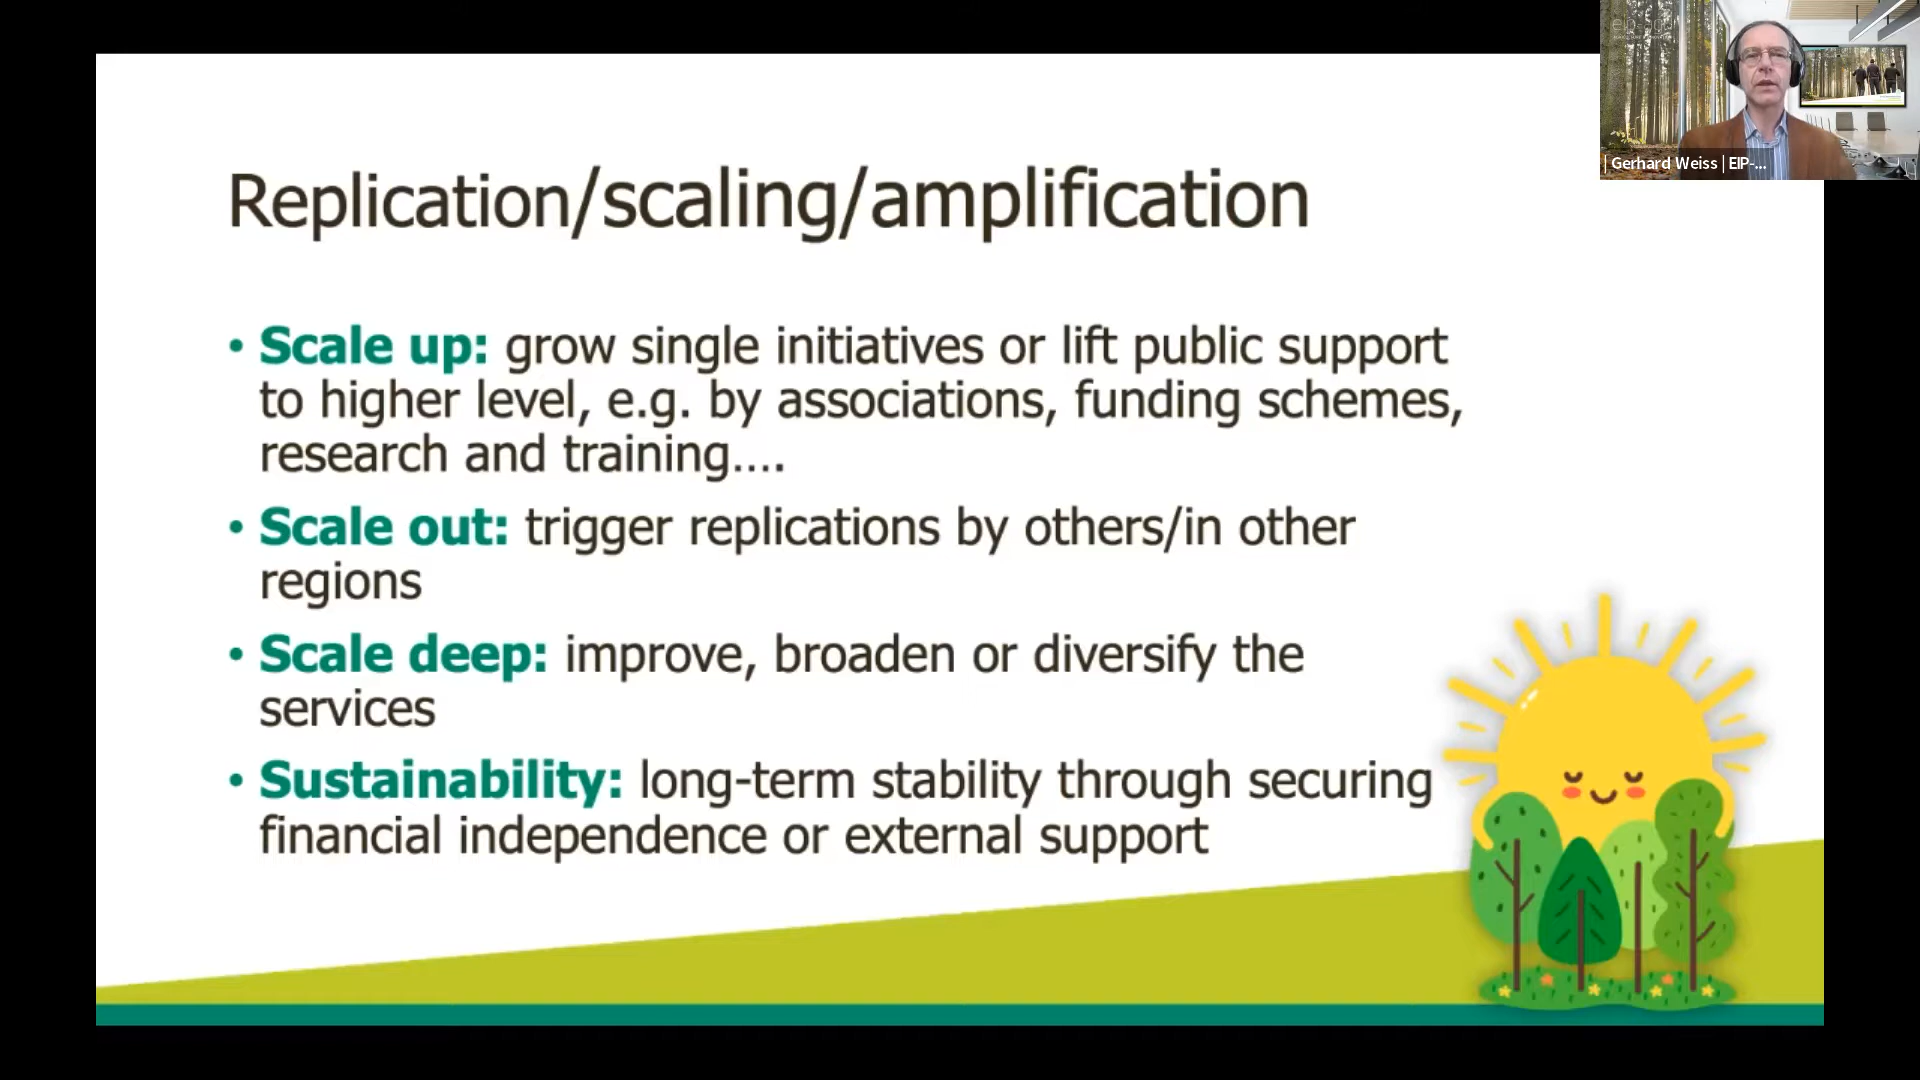 Replication/scaling/amplification
• Scale up: grow single initiatives or lift public support
to higher level, e.g. by associations, funding schemes,
research and training....
• Scale out: trigger replications by others/in other
regions
• Scale deep: improve, broaden or diversify the
services
• Sustainability: long-term stability through securing
financial independence or external support
| Gerhard Weiss | EIP-...